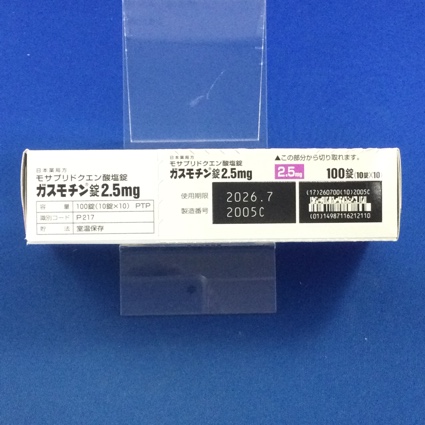 日本薬局方
モサプリドクエン酸塩錠
ガスモチン錠2.5mg
容量 100錠(10錠×10) PTP
識別コード P217
貯法 室温保存
日本薬局方
モサプリドクエン酸塩錠
ガスモチン錠2.5mg
▲この部分から切り取れます。
2.5mg
100錠(10錠×10)
使用期限 2026.7
製造番号 2005C
(17)260700(10)2005C
(01)14987116212110